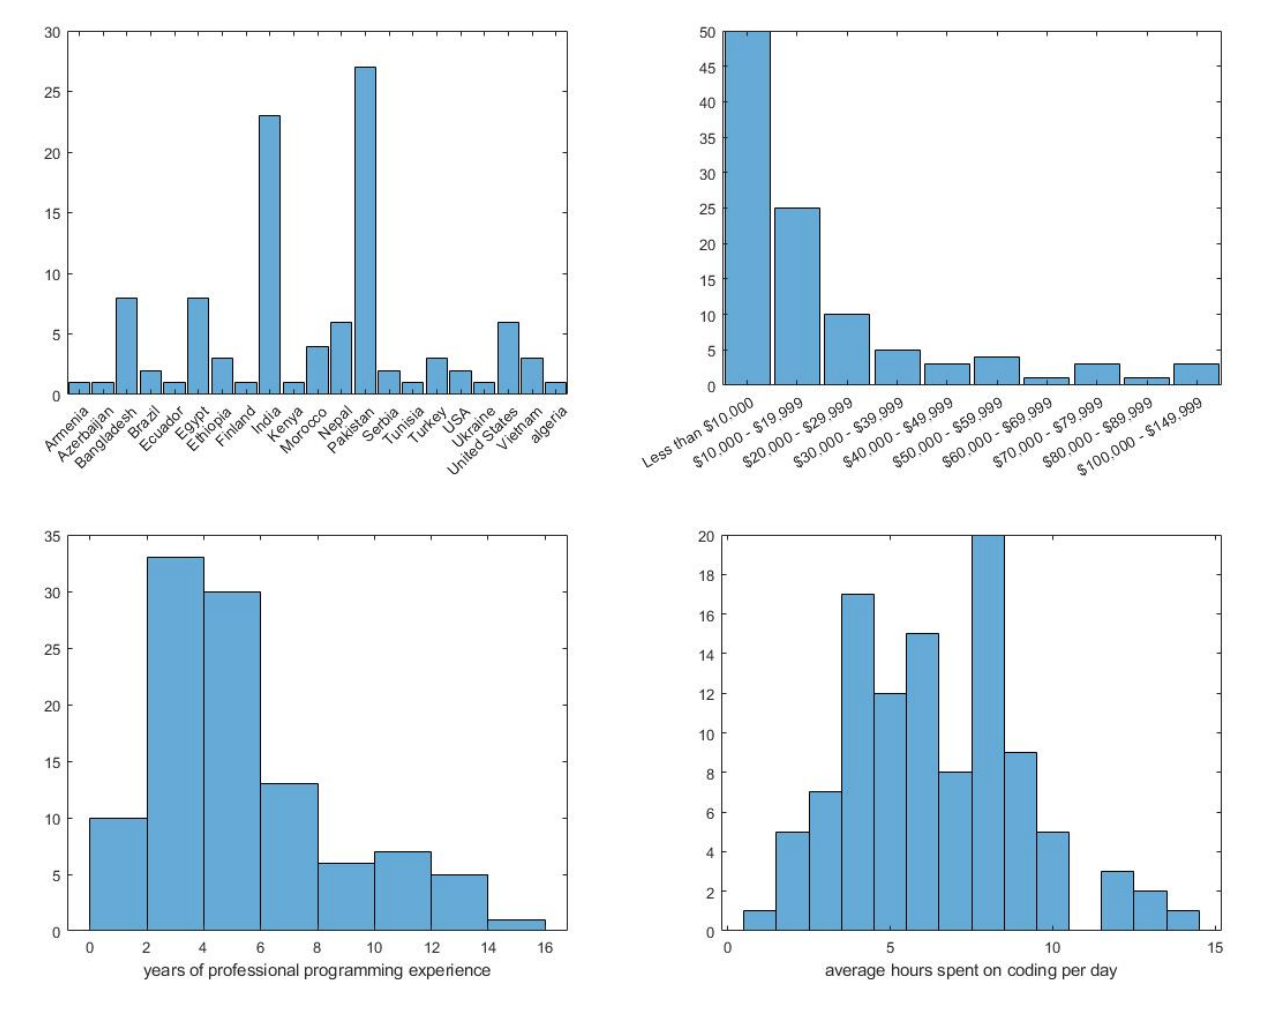 30
25
20
15
10
5
0
Armenia
Azerbaijan
Bangladesh
Brazil
Ecuador
Egypt
Ethiopia
Finland
India
Kenya
Morocco
Nepal
Pakistan
Serbia
Tunisia
Turkey
USA
Ukraine
United States
Vietnam
algeria
50
45
40
35
30
25
20
15
10
5
0
Less than $10,000
$10,000 - $19,999
$20,000 - $29,999
$30,000 - $39,999
$40,000 - $49,999
$50,000 - $59,999
$60,000 - $69,999
$70,000 - $79,999
$80,000 - $89,999
$100,000 - $149,999
35
30
25
20
15
10
5
0
0 2 4 6 8 10 12 14 16
years of professional programming experience
20
18
16
14
12
10
8
6
4
2
0
0 5 10 15
average hours spent on coding per day